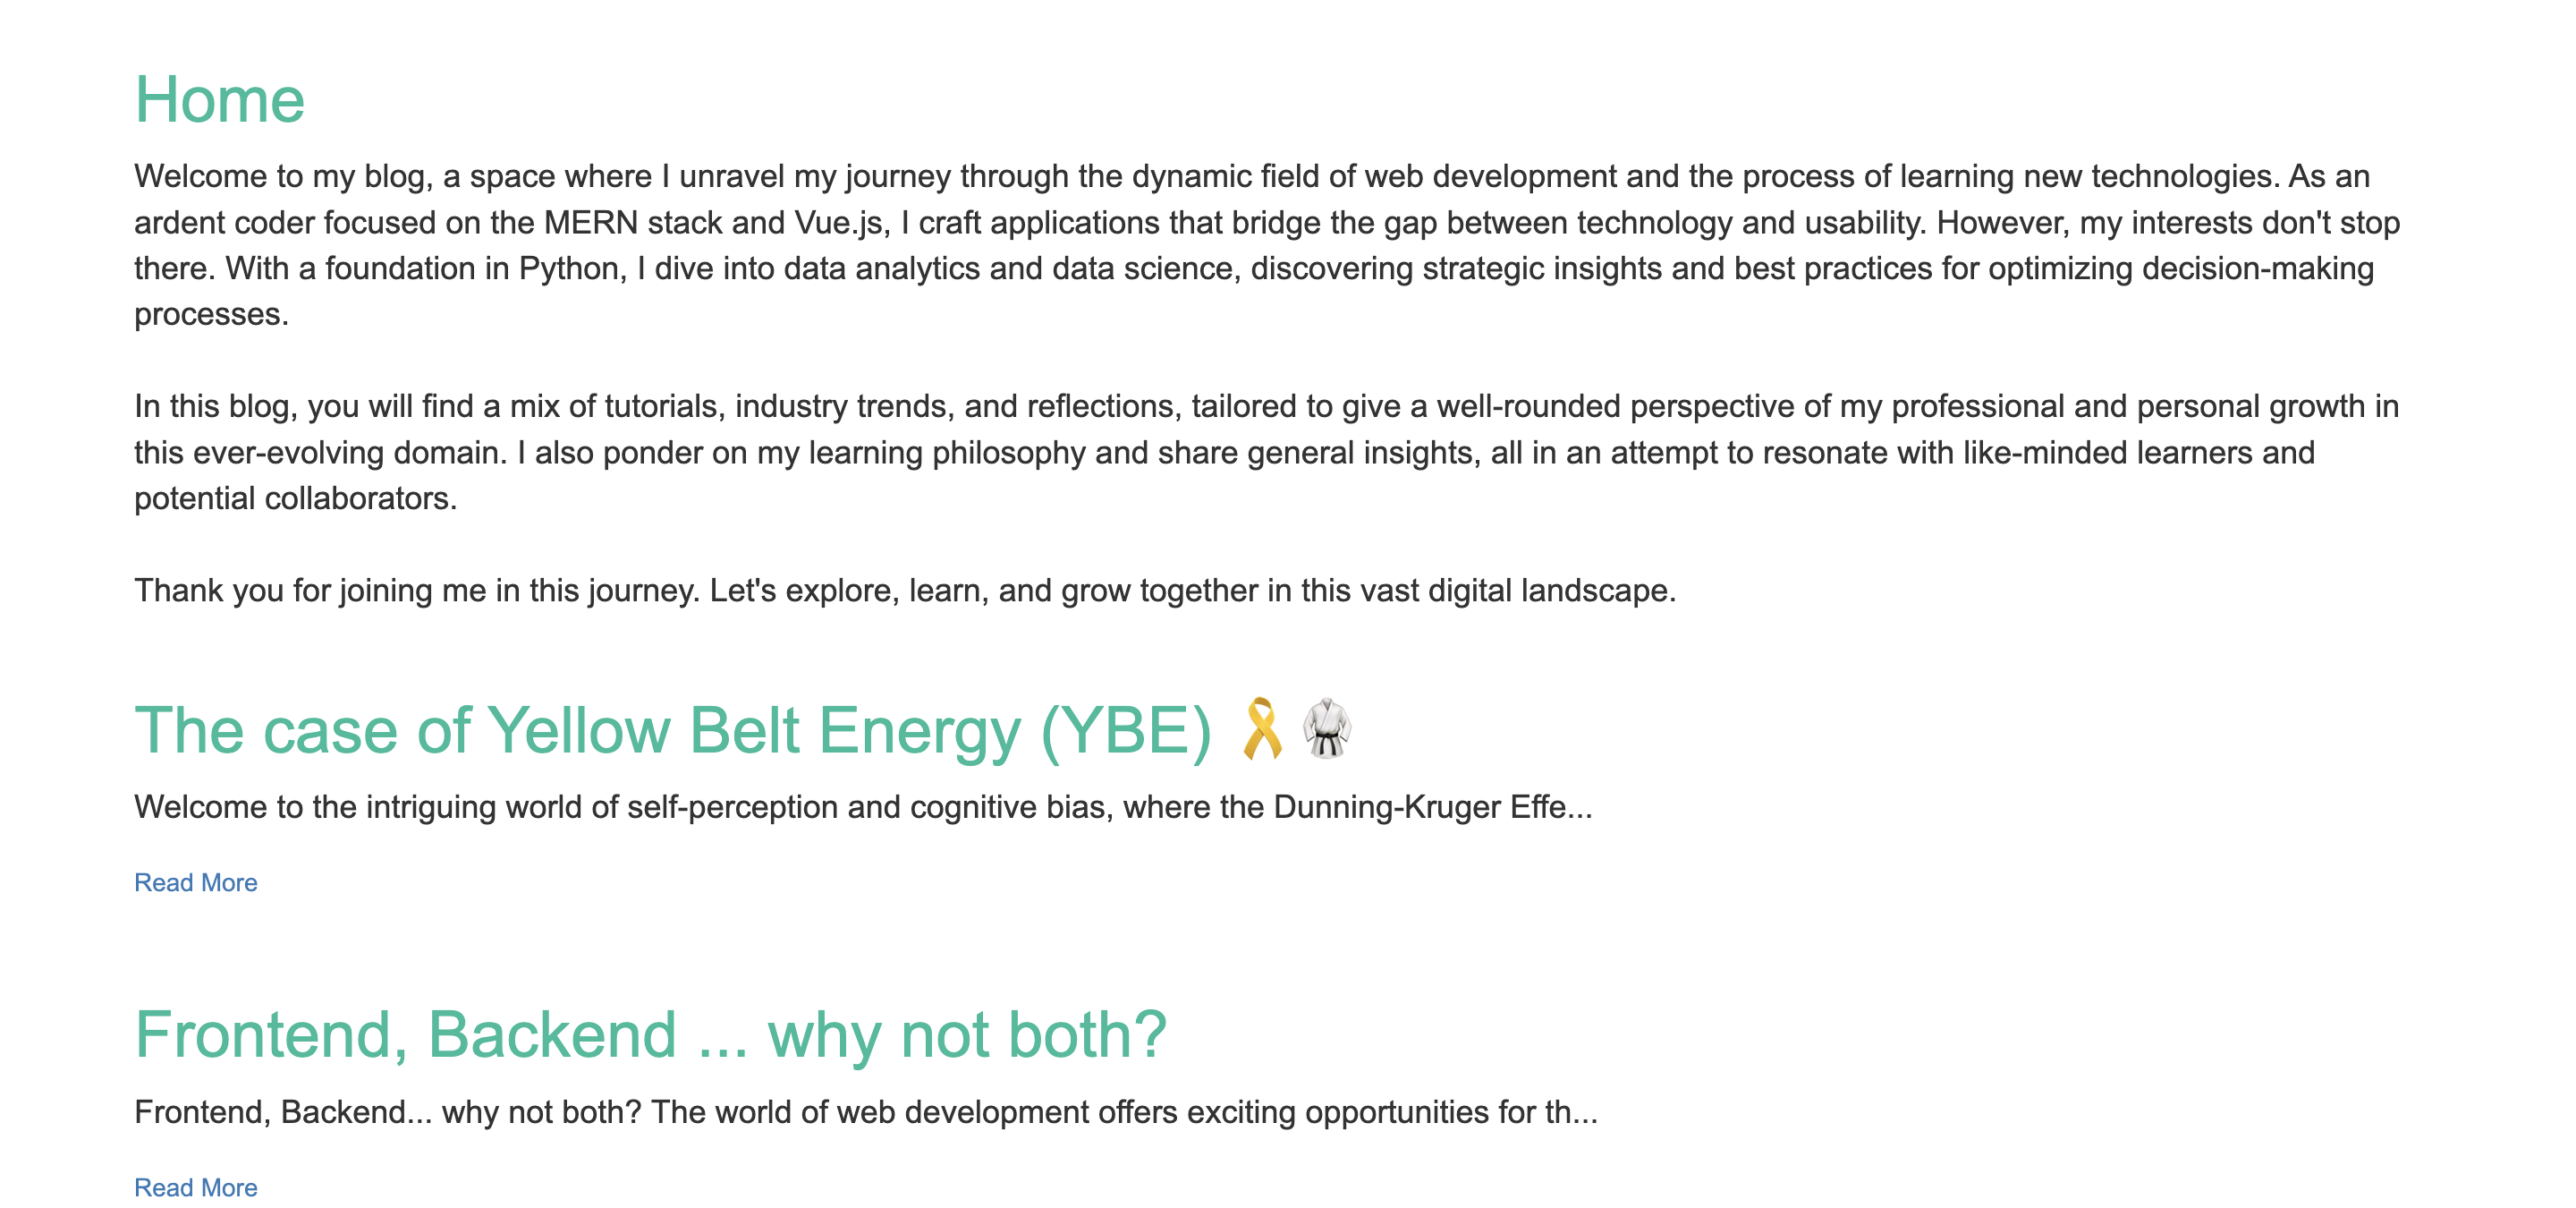 Home
Welcome to my blog, a space where I unravel my journey through the dynamic field of web development and the process of learning new technologies. As an
ardent coder focused on the MERN stack and Vue.js, I craft applications that bridge the gap between technology and usability. However, my interests don't stop
there. With a foundation in Python, I dive into data analytics and data science, discovering strategic insights and best practices for optimizing decision-making
processes.
In this blog, you will find a mix of tutorials, industry trends, and reflections, tailored to give a well-rounded perspective of my professional and personal growth in
this ever-evolving domain. I also ponder on my learning philosophy and share general insights, all in an attempt to resonate with like-minded learners and
potential collaborators.
Thank you for joining me in this journey. Let's explore, learn, and grow together in this vast digital landscape.
The case of Yellow Belt Energy (YBE) 🎗️🥋
Welcome to the intriguing world of self-perception and cognitive bias, where the Dunning-Kruger Effe...
Read More
Frontend, Backend ... why not both?
Frontend, Backend... why not both? The world of web development offers exciting opportunities for th...
Read More